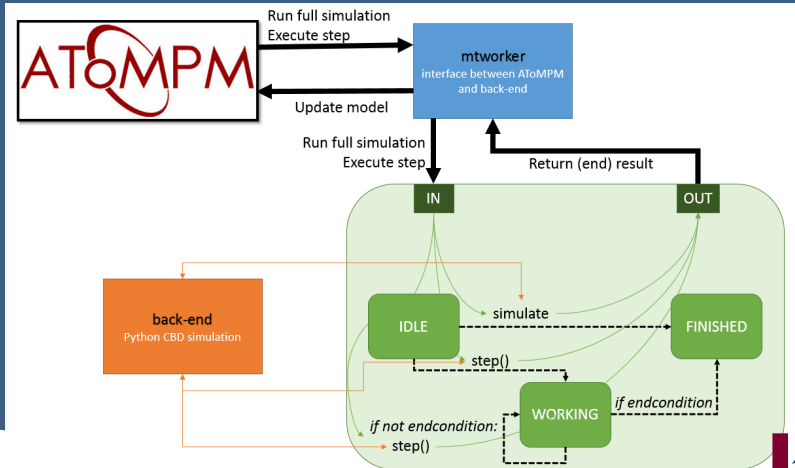 Run full simulation
Execute step
AToMPM
mtworker
interface between AToMPM
and back-end
Update model
Run full simulation
Execute step
Return (end) result
IN
OUT
back-end
Python CBD simulation
IDLE
simulate
FINISHED
step()
WORKING
if endcondition
if not endcondition:
step()